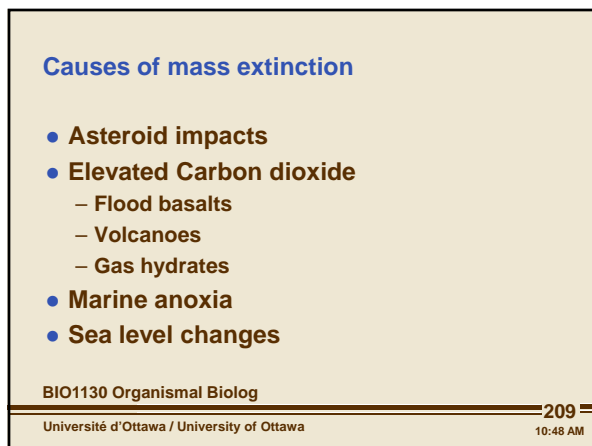 Causes of mass extinction
● Asteroid impacts
● Elevated Carbon dioxide
– Flood basalts
– Volcanoes
– Gas hydrates
● Marine anoxia
● Sea level changes
BIO1130 Organismal Biolog
209
Université d'Ottawa / University of Ottawa
10:48 AM